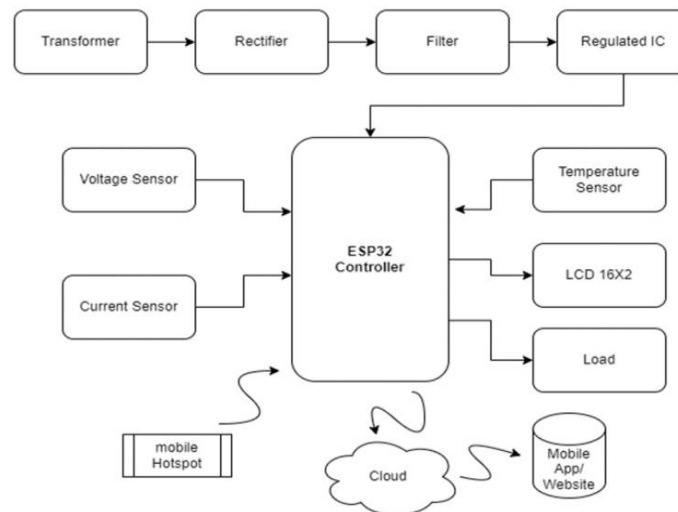 Transformer
Rectifier
Filter
Regulated IC
Voltage Sensor
Temperature
Sensor
ESP32
Controller
LCD 16X2
Current Sensor
Load
mobile
Hotspot
Cloud
Mobile
App/
Website